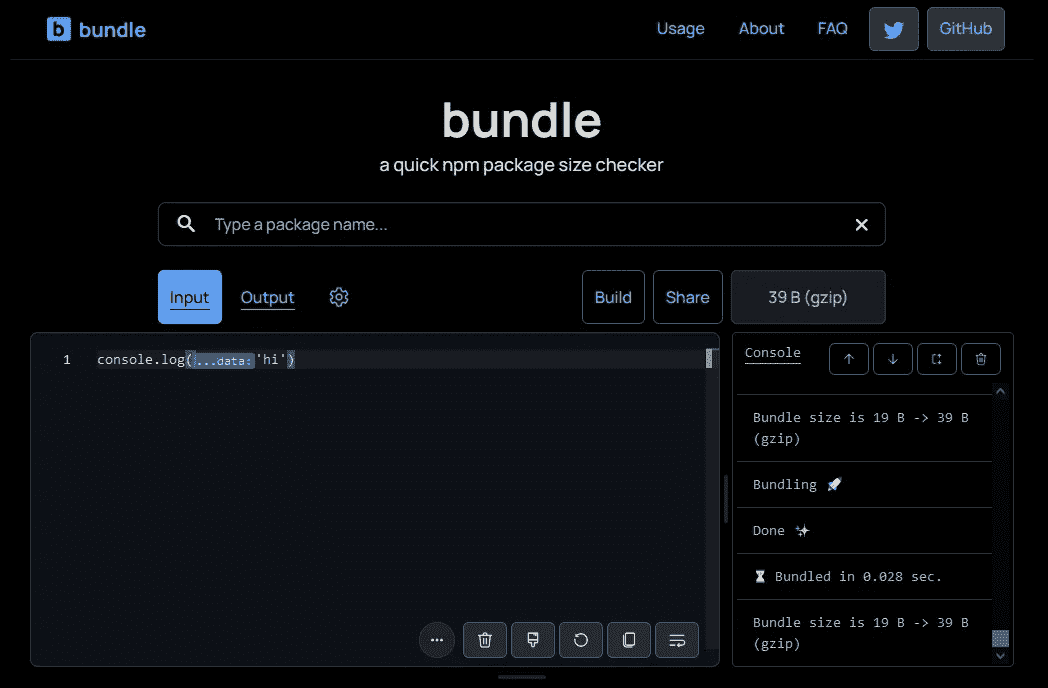 b bundle
Usage About FAQ GitHub
bundle
a quick npm package size checker
Type a package name...
Input Output Build Share 39 B (gzip)
1 console.log(...data: 'hi')
Console
Bundle size is 19 B -> 39 B
(gzip)
Bundling 🚀
Done ✨
⌛ Bundled in 0.028 sec.
Bundle size is 19 B -> 39 B
(gzip)